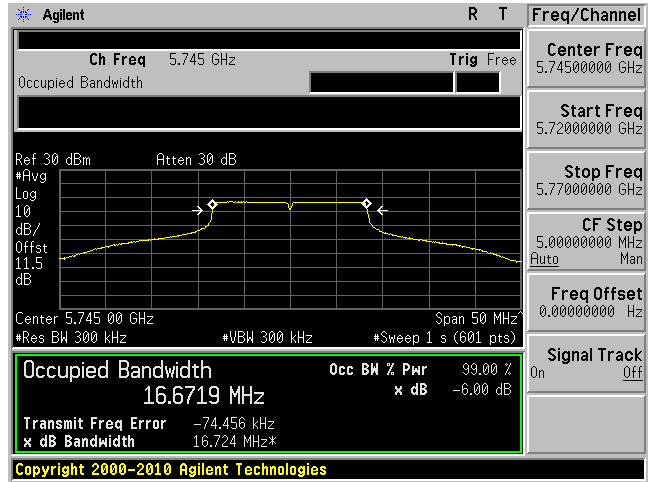 Agilent R T
Freq/Channel
Ch Freq 5.745 GHz Trig Free
Occupied Bandwidth
Center Freq
5.74500000 GHz
Start Freq
5.72000000 GHz
Stop Freq
5.77000000 GHz
CF Step
5.00000000 MHz
Auto Man
Freq Offset
0.00000000 Hz
Signal Track
On Off
Ref 30 dBm Atten 30 dB
#Avg
Log
10
dB/
Offst
11.5
dB
Center 5.745 00 GHz Span 50 MHz^
#Res BW 300 kHz #VBW 300 kHz #Sweep 1 s (601 pts)
Occupied Bandwidth Occ BW % Pwr 99.00 %
16.6719 MHz x dB -6.00 dB
Transmit Freq Error -74.456 kHz
x dB Bandwidth 16.724 MHz*
Copyright 2000-2010 Agilent Technologies